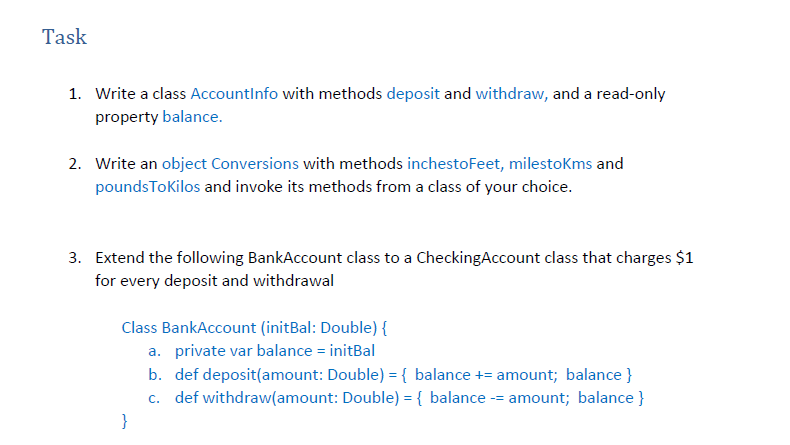 Task
1. Write a class AccountInfo with methods deposit and withdraw, and a read-only
property balance.
2. Write an object Conversions with methods inchestoFeet, milestoKms and
poundsToKilos and invoke its methods from a class of your choice.
3. Extend the following BankAccount class to a CheckingAccount class that charges $1
for every deposit and withdrawal
Class BankAccount (initBal: Double) {
a. private var balance = initBal
b. def deposit(amount: Double) = { balance += amount; balance }
c. def withdraw(amount: Double) = { balance -= amount; balance }
}